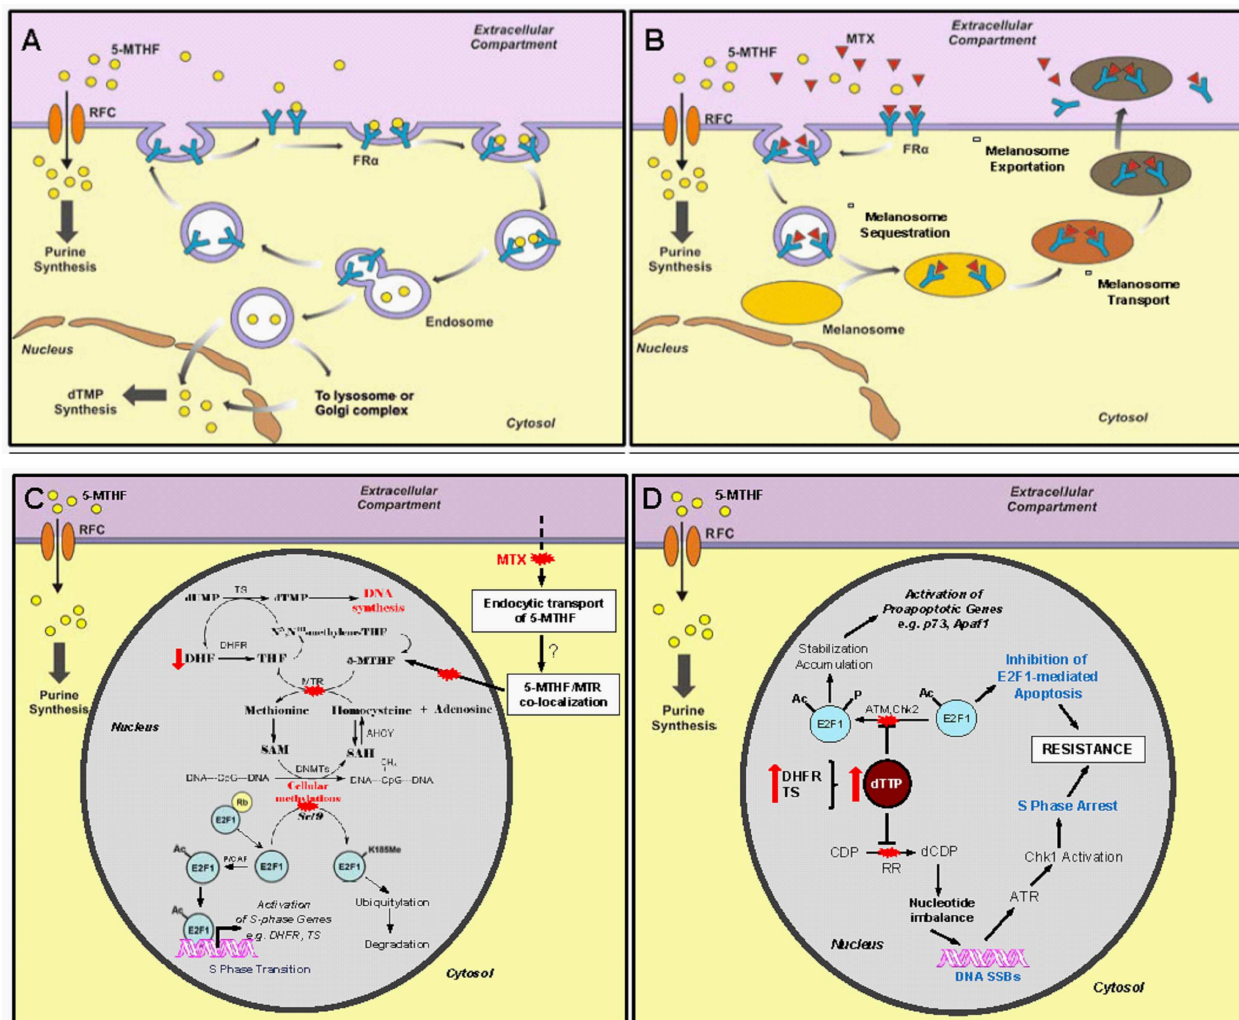 A
5-MTHF
Extracellular
Compartment
RFC
FRα
Purine
Synthesis
Endosome
Nucleus
dTMP
Synthesis
To lysosome or
Golgi complex
Cytosol
B
5-MTHF
MTX
Extracellular
Compartment
RFC
FRα
Melanosome
Exportation
Melanosome
Sequestration
Purine
Synthesis
Melanosome
Transport
Melanosome
Nucleus
Cytosol
C
5-MTHF
Extracellular
Compartment
RFC
MTX
Endocytic transport
of 5-MTHF
?
5-MTHF/MTR
co-localization
Purine
Synthesis
Nucleus
dUMP
TS
dTMP
DNA
synthesis
N5,N10-methylene-THF
DHF
DHFR
THF
5-MTHF
MTR
Methionine
Homocysteine + Adenosine
AHCY
SAM
SAH
DNMTs
CH3
DNA—CpG—DNA
DNA—CpG—DNA
Cellular
methylations
Set9
Rb
E2F1
K185Me
Ac
E2F1
P/CAF
E2F1
E2F1
Ubiquitylation
Degradation
Ac
E2F1
Activation
of S-phase Genes
e.g. DHFR, TS
S Phase Transition
Cytosol
D
5-MTHF
Extracellular
Compartment
RFC
Purine
Synthesis
Activation of
Proapoptotic Genes
e.g. p73, Apaf1
Stabilization
Accumulation
Inhibition of
E2F1-mediated
Apoptosis
Ac
P
E2F1
ATM,Chk2
Ac
E2F1
RESISTANCE
DHFR
TS
dTTP
S Phase Arrest
CDP
RR
dCDP
Chk1 Activation
ATR
Nucleotide
imbalance
Nucleus
DNA SSBs
Cytosol